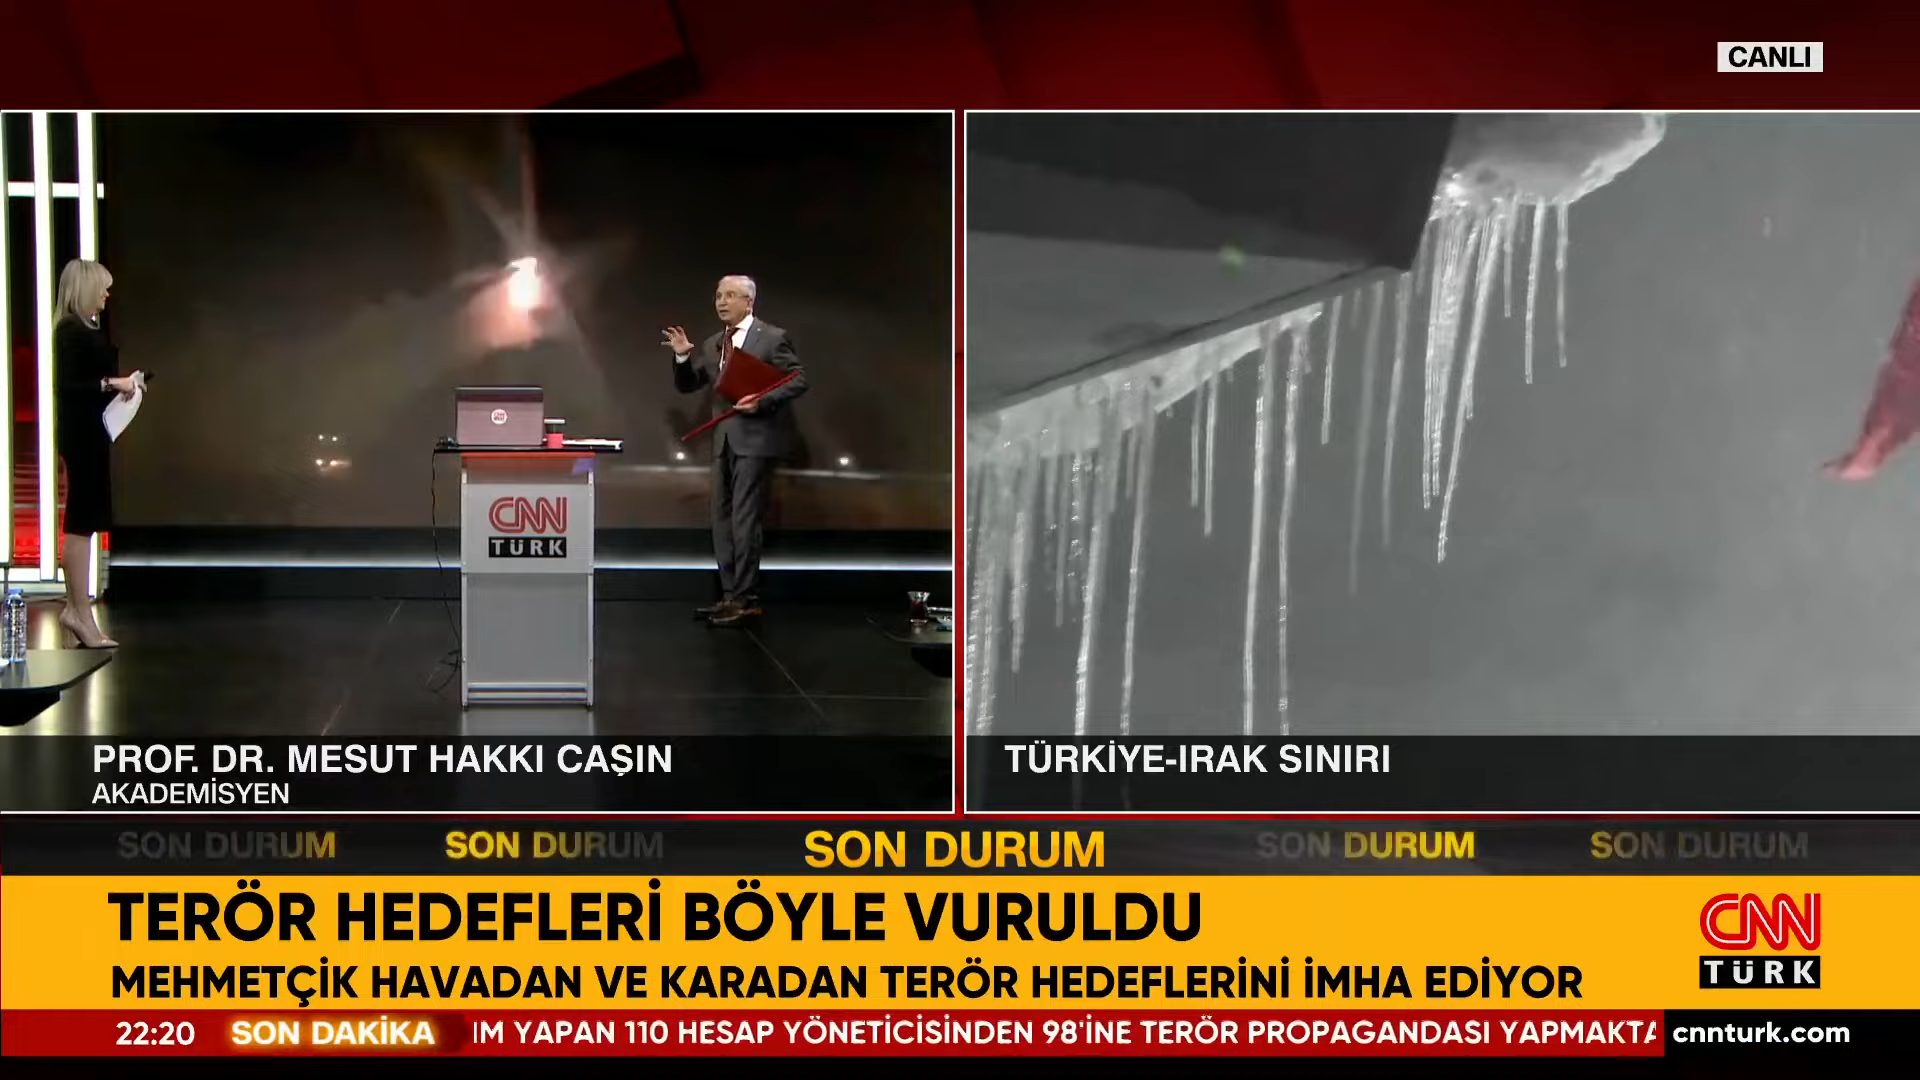 CANLI
CNN
TÜRK
PROF. DR. MESUT HAKKI CAŞIN
AKADEMİSYEN
TÜRKİYE-IRAK SINIRI
SON DURUM SON DURUM SON DURUM SON DURUM SON DURUM
TERÖR HEDEFLERİ BÖYLE VURULDU
MEHMETÇİK HAVADAN VE KARADAN TERÖR HEDEFLERİNİ İMHA EDİYOR
CNN
TÜRK
22:20 SON DAKİKA IM YAPAN 110 HESAP YÖNETİCİSİNDEN 98'İNE TERÖR PROPAGANDASI YAPMAKTA cnnturk.com